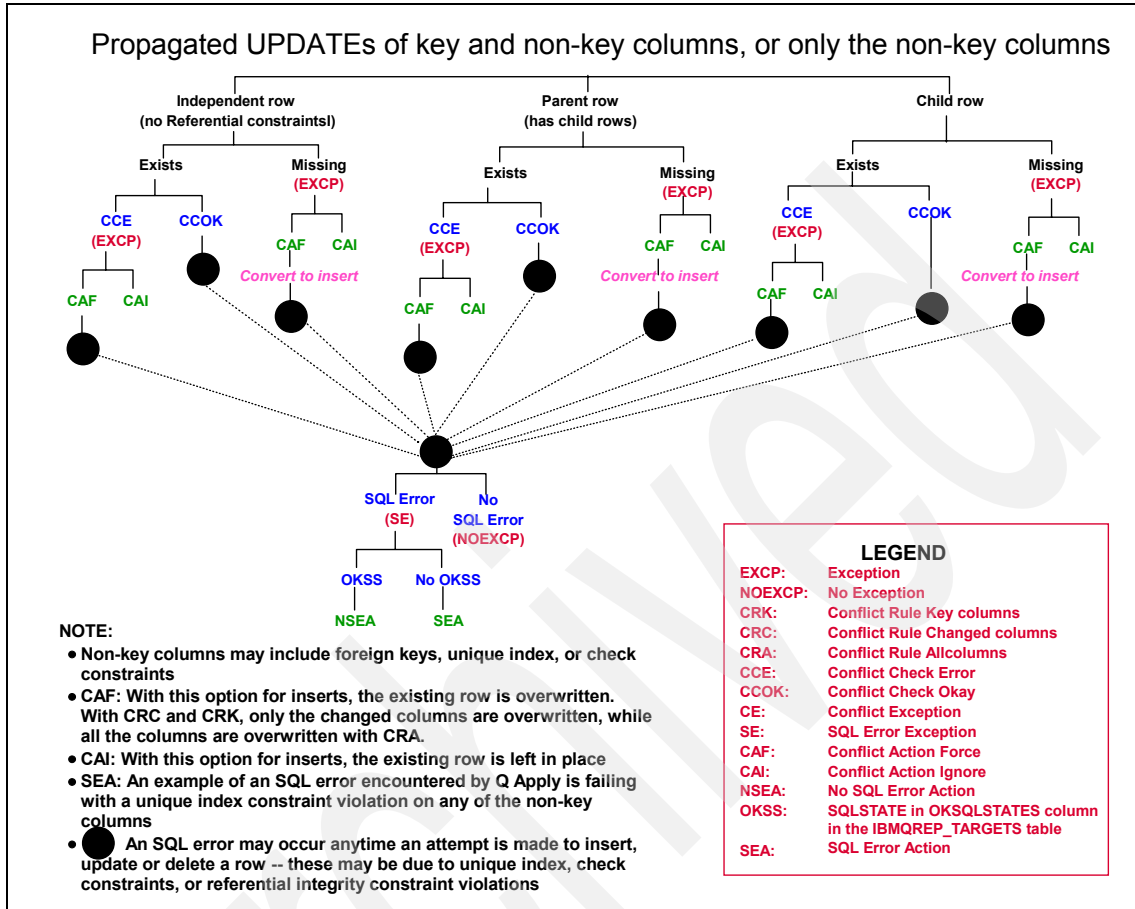 Propagated UPDATEs of key and non-key columns, or only the non-key columns
Independent row
(no Referential constraintsI)
Parent row
(has child rows)
Child row
Exists
Missing
(EXCP)
Exists
Missing
(EXCP)
Exists
Missing
(EXCP)
CCE
(EXCP)
CCOK
CAF
CAI
CCE
(EXCP)
CCOK
CAF
CAI
CCE
(EXCP)
CCOK
CAF
CAI
Convert to insert
Convert to insert
Convert to insert
CAF
CAI
CAF
CAI
CAF
CAI
SQL Error
(SE)
No
SQL Error
(NOEXCP)
OKSS
No OKSS
NSEA
SEA
NOTE:
• Non-key columns may include foreign keys, unique index, or check
constraints
• CAF: With this option for inserts, the existing row is overwritten.
With CRC and CRK, only the changed columns are overwritten, while
all the columns are overwritten with CRA.
• CAI: With this option for inserts, the existing row is left in place
• SEA: An example of an SQL error encountered by Q Apply is failing
with a unique index constraint violation on any of the non-key
columns
• An SQL error may occur anytime an attempt is made to insert,
update or delete a row -- these may be due to unique index, check
constraints, or referential integrity constraint violations
LEGEND
EXCP: Exception
NOEXCP: No Exception
CRK: Conflict Rule Key columns
CRC: Conflict Rule Changed columns
CRA: Conflict Rule Allcolumns
CCE: Conflict Check Error
CCOK: Conflict Check Okay
CE: Conflict Exception
SE: SQL Error Exception
CAF: Conflict Action Force
CAI: Conflict Action Ignore
NSEA: No SQL Error Action
OKSS: SQLSTATE in OKSQLSTATES column
in the IBMQREP_TARGETS table
SEA: SQL Error Action